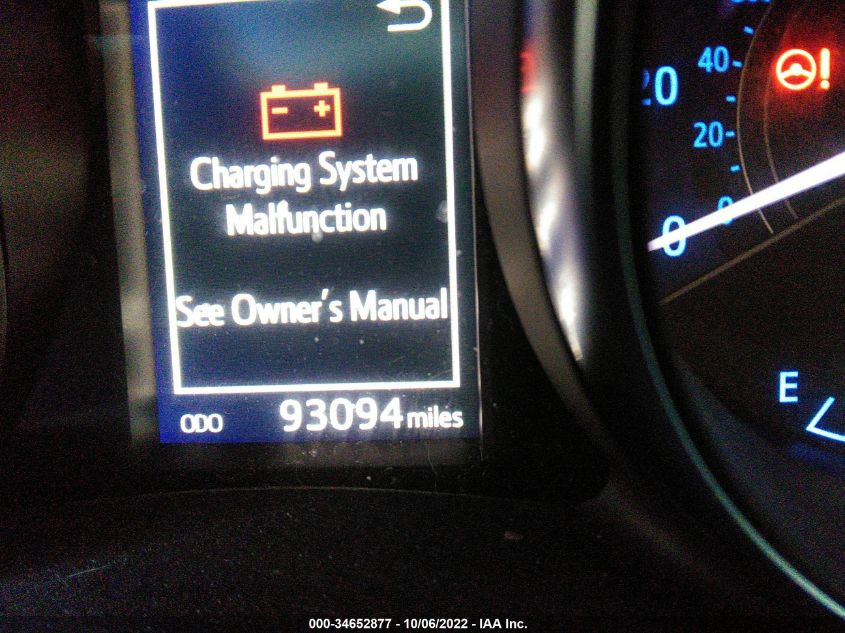 Charging System
Malfunction
See Owner's Manual
ODO 93094 miles
40
20
20
0
0
E
000-34652877 - 10/06/2022 - IAA Inc.